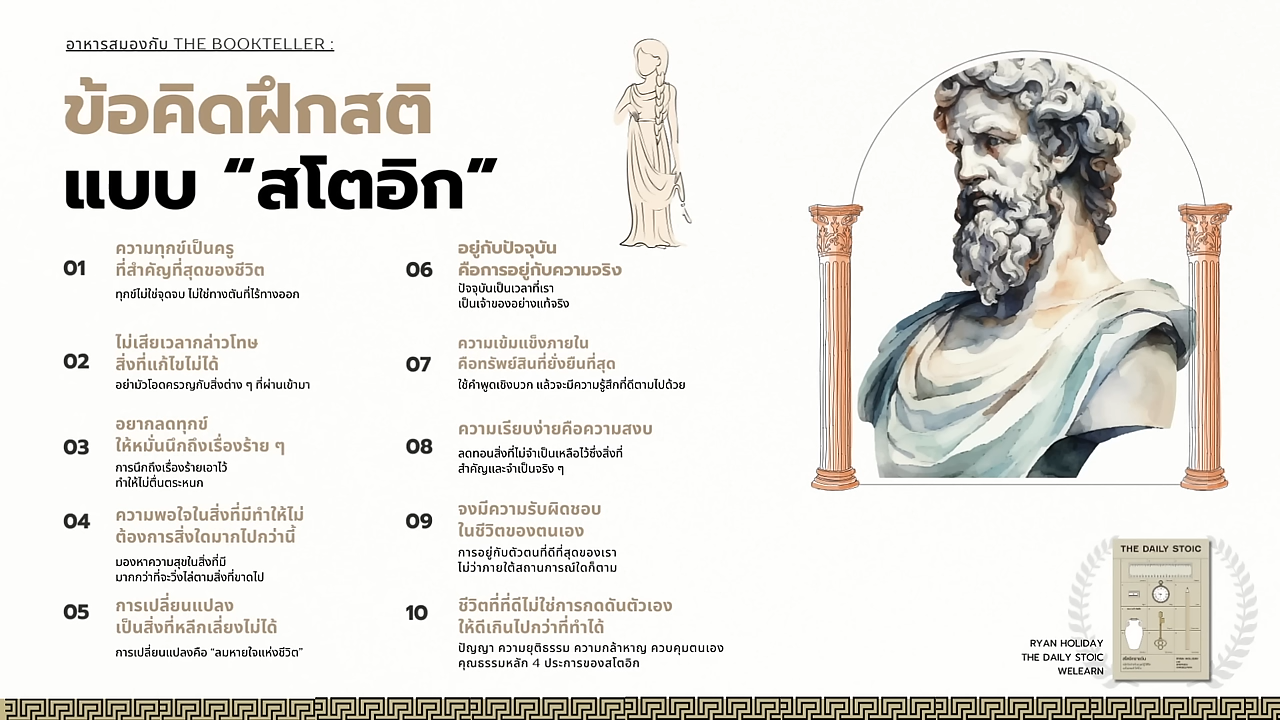 อาหารสมองกับ THE BOOKTELLER :
ข้อคิดฝึกสติ
แบบ “สโตอิก”
01
ความทุกข์เป็นครู
ที่สำคัญที่สุดของชีวิต
ทุกข์ไม่ใช่จุดจบ ไม่ใช่ทางตันที่ไร้ทางออก
02
ไม่เสียเวลากล่าวโทษ
สิ่งที่แก้ไขไม่ได้
อย่ามัวโอดครวญกับสิ่งต่าง ๆ ที่ผ่านเข้ามา
03
อยากลดทุกข์
ให้หมั่นนึกถึงเรื่องร้าย ๆ
การนึกถึงเรื่องร้ายเอาไว้
ทำให้ไม่ตื่นตระหนก
04
ความพอใจในสิ่งที่มีทำให้ไม่
ต้องการสิ่งใดมากไปกว่านี้
มองหาความสุขในสิ่งที่มี
มากกว่าที่จะวิ่งไล่ตามสิ่งที่ขาดไป
05
การเปลี่ยนแปลง
เป็นสิ่งที่หลีกเลี่ยงไม่ได้
การเปลี่ยนแปลงคือ “ลมหายใจแห่งชีวิต”
06
อยู่กับปัจจุบัน
คือการอยู่กับความจริง
ปัจจุบันเป็นเวลาที่เรา
เป็นเจ้าของอย่างแท้จริง
07
ความเข้มแข็งภายใน
คือทรัพย์สินที่ยั่งยืนที่สุด
ใช้คำพูดเชิงบวก แล้วจะมีความรู้สึกที่ดีตามไปด้วย
08
ความเรียบง่ายคือความสงบ
ลดทอนสิ่งที่ไม่จำเป็นเหลือไว้ซึ่งสิ่งที่
สำคัญและจำเป็นจริง ๆ
09
จงมีความรับผิดชอบ
ในชีวิตของตนเอง
การอยู่กับตัวตนที่ดีที่สุดของเรา
ไม่ว่าภายใต้สถานการณ์ใดก็ตาม
10
ชีวิตที่ที่ดีไม่ใช่การกดดันตัวเอง
ให้ดีเกินไปกว่าที่ทำได้
ปัญญา ความยุติธรรม ความกล้าหาญ ควบคุมตนเอง
คุณธรรมหลัก 4 ประการของสโตอิก
THE DAILY STOIC
RYAN HOLIDAY
THE DAILY STOIC
WELEARN